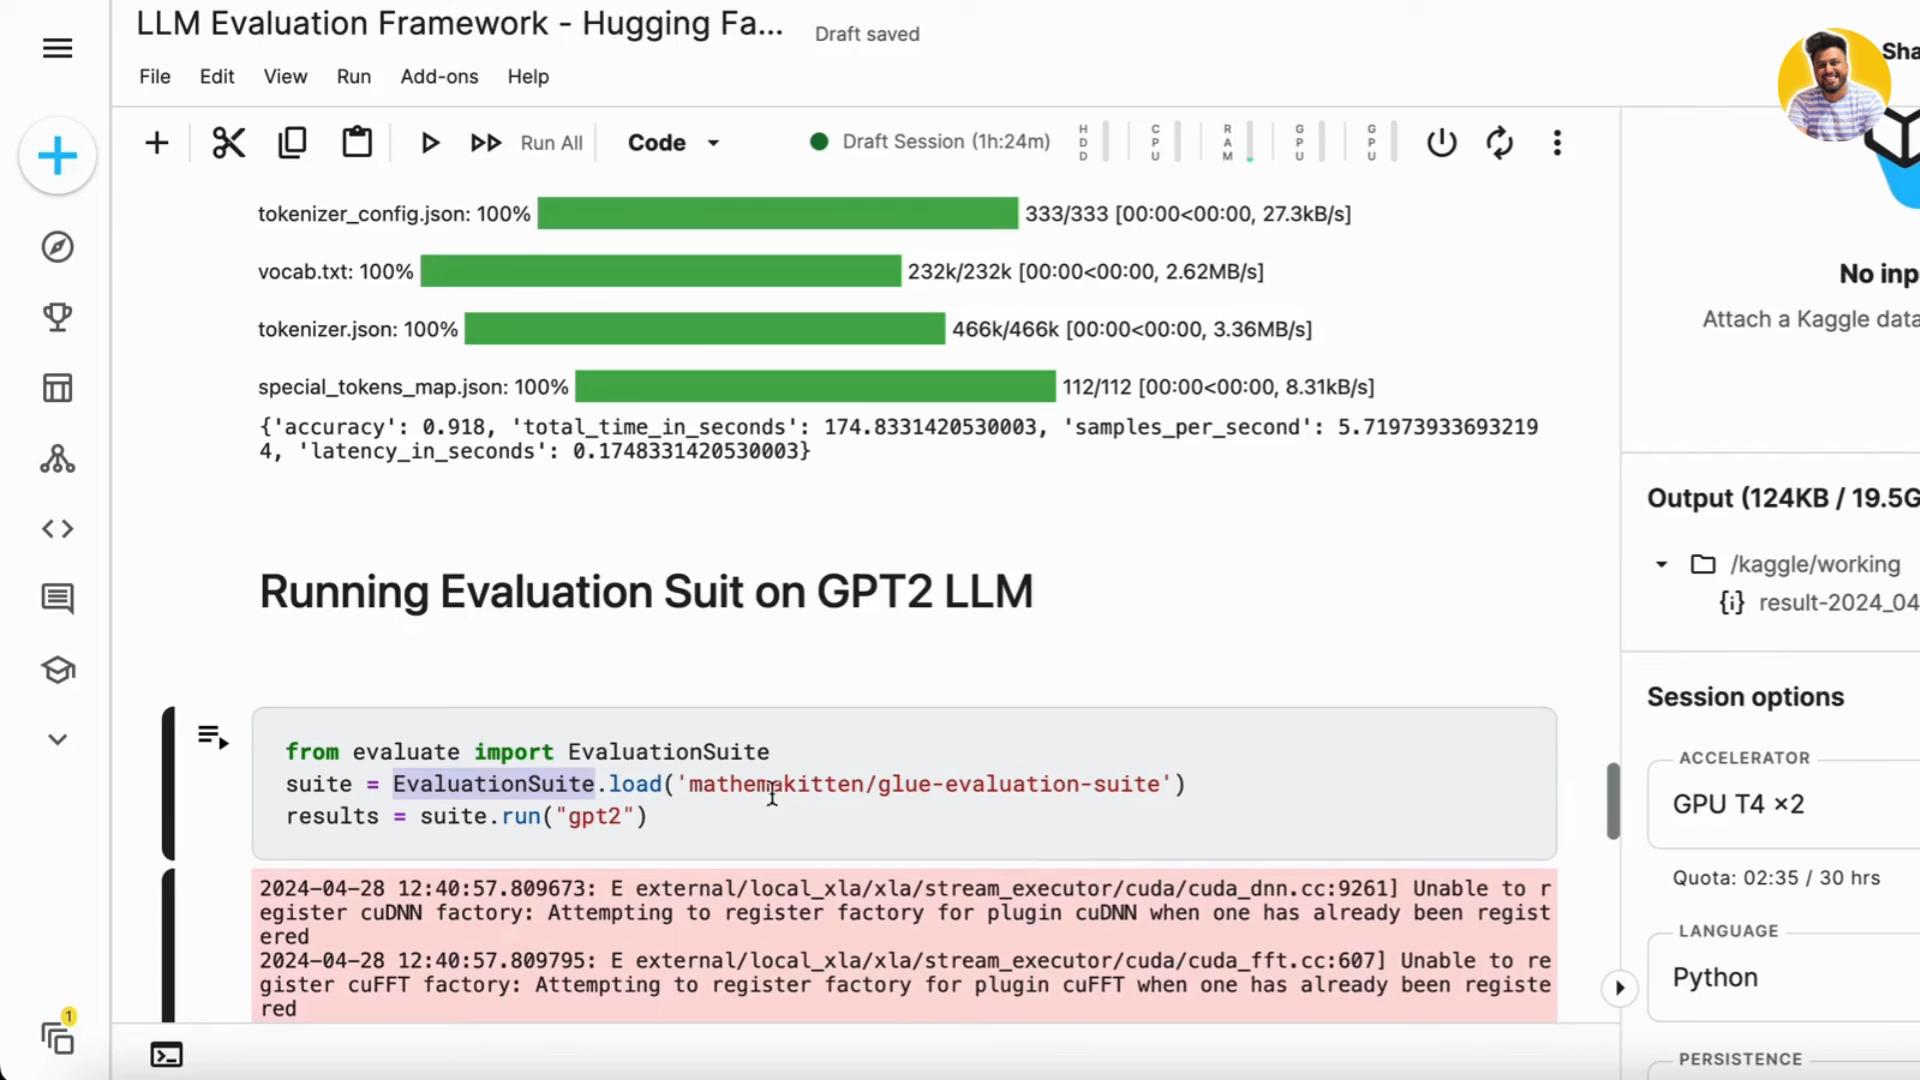 LLM Evaluation Framework - Hugging Fa...
Draft saved
Sha
File
Edit
View
Run
Add-ons
Help
Run All
Code
Draft Session (1h:24m)
HDD
CPU
RAM
GPU
GPU
tokenizer_config.json: 100%
333/333 [00:00<00:00, 27.3kB/s]
vocab.txt: 100%
232k/232k [00:00<00:00, 2.62MB/s]
tokenizer.json: 100%
466k/466k [00:00<00:00, 3.36MB/s]
special_tokens_map.json: 100%
112/112 [00:00<00:00, 8.31kB/s]
{'accuracy': 0.918, 'total_time_in_seconds': 174.8331420530003, 'samples_per_second': 5.71973933693219
4, 'latency_in_seconds': 0.1748331420530003}
Running Evaluation Suit on GPT2 LLM
from evaluate import EvaluationSuite
suite = EvaluationSuite.load('mathemakitten/glue-evaluation-suite')
results = suite.run("gpt2")
2024-04-28 12:40:57.809673: E external/local_xla/xla/stream_executor/cuda/cuda_dnn.cc:9261] Unable to r
egister cuDNN factory: Attempting to register factory for plugin cuDNN when one has already been regist
ered
2024-04-28 12:40:57.809795: E external/local_xla/xla/stream_executor/cuda/cuda_fft.cc:607] Unable to re
gister cuFFT factory: Attempting to register factory for plugin cuFFT when one has already been registe
red
No inp
Attach a Kaggle data
Output (124KB / 19.5G
/kaggle/working
{i} result-2024_04
Session options
ACCELERATOR
GPU T4 ×2
Quota: 02:35 / 30 hrs
LANGUAGE
Python
PERSISTENCE
1